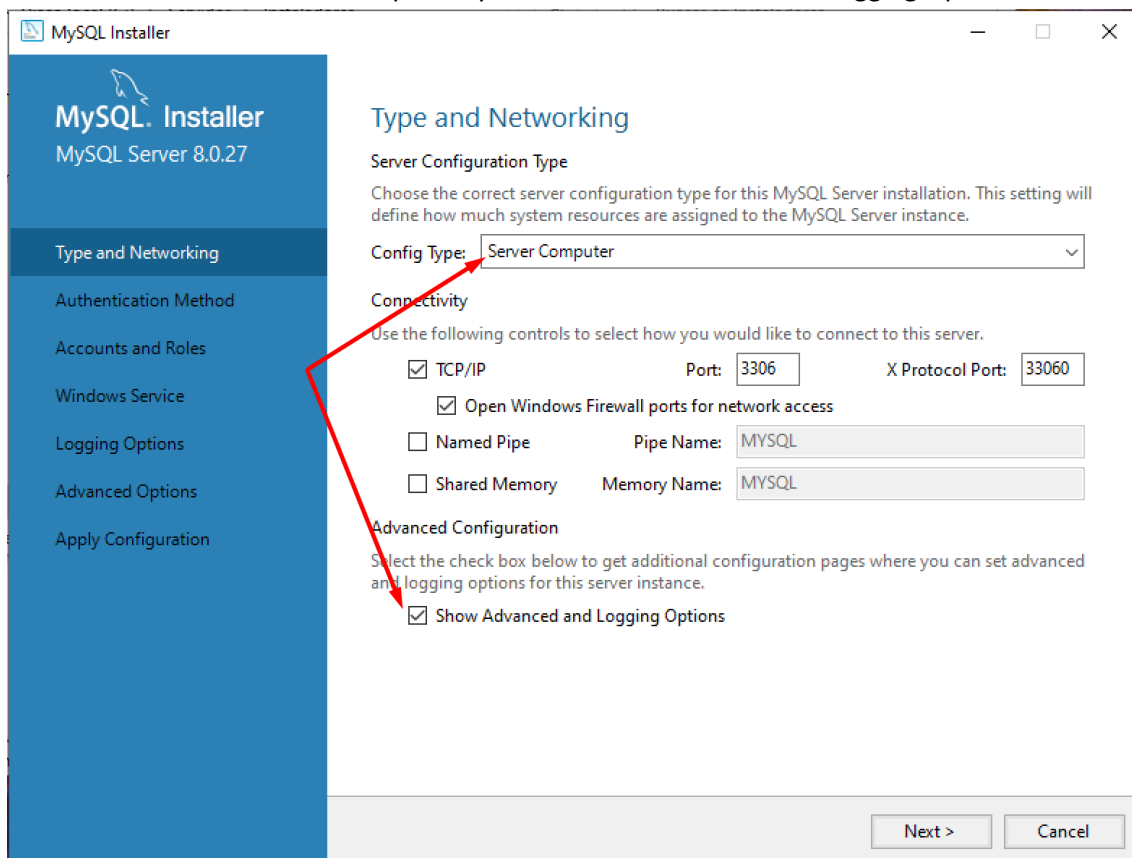 MySQL Installer
MySQL. Installer
MySQL Server 8.0.27
Type and Networking
Authentication Method
Accounts and Roles
Windows Service
Logging Options
Advanced Options
Apply Configuration
Type and Networking
Server Configuration Type
Choose the correct server configuration type for this MySQL Server installation. This setting will
define how much system resources are assigned to the MySQL Server instance.
Config Type: Server Computer
Connectivity
Use the following controls to select how you would like to connect to this server.
TCP/IP Port: 3306 X Protocol Port: 33060
Open Windows Firewall ports for network access
Named Pipe Pipe Name: MYSQL
Shared Memory Memory Name: MYSQL
Advanced Configuration
Select the check box below to get additional configuration pages where you can set advanced
and logging options for this server instance.
Show Advanced and Logging Options
Next > Cancel